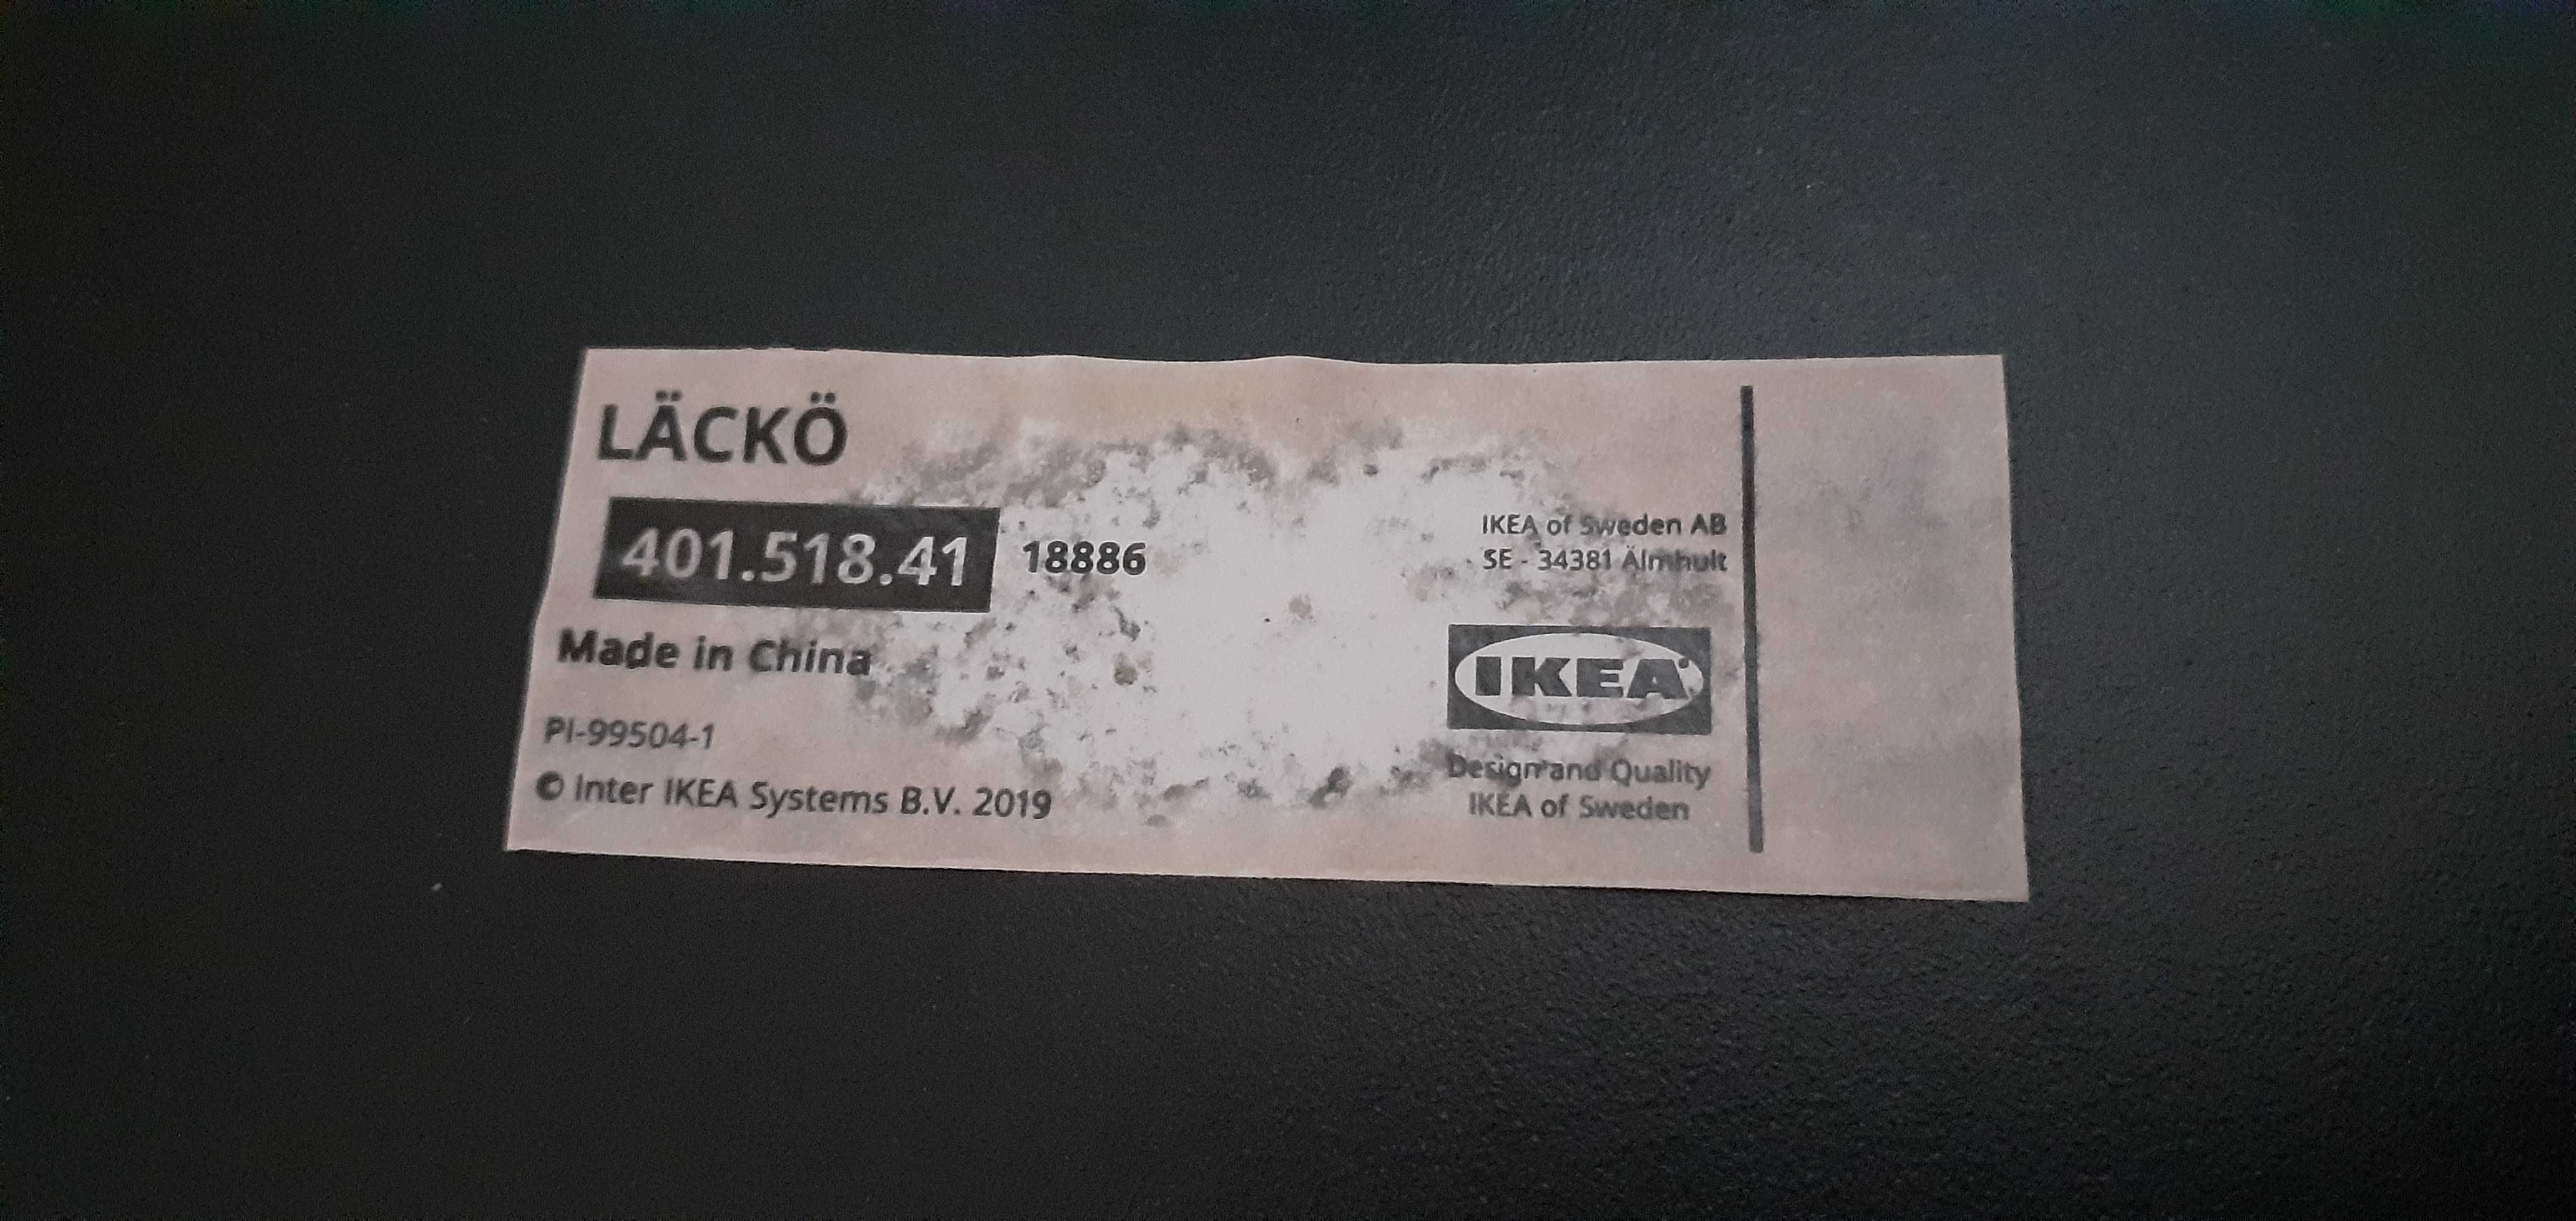 LÄCKÖ
401.518.41 18886
Made in China
PI-99504-1
© Inter IKEA Systems B.V. 2019
IKEA of Sweden AB
SE - 34381 Älmhult
IKEA®
Design and Quality
IKEA of Sweden